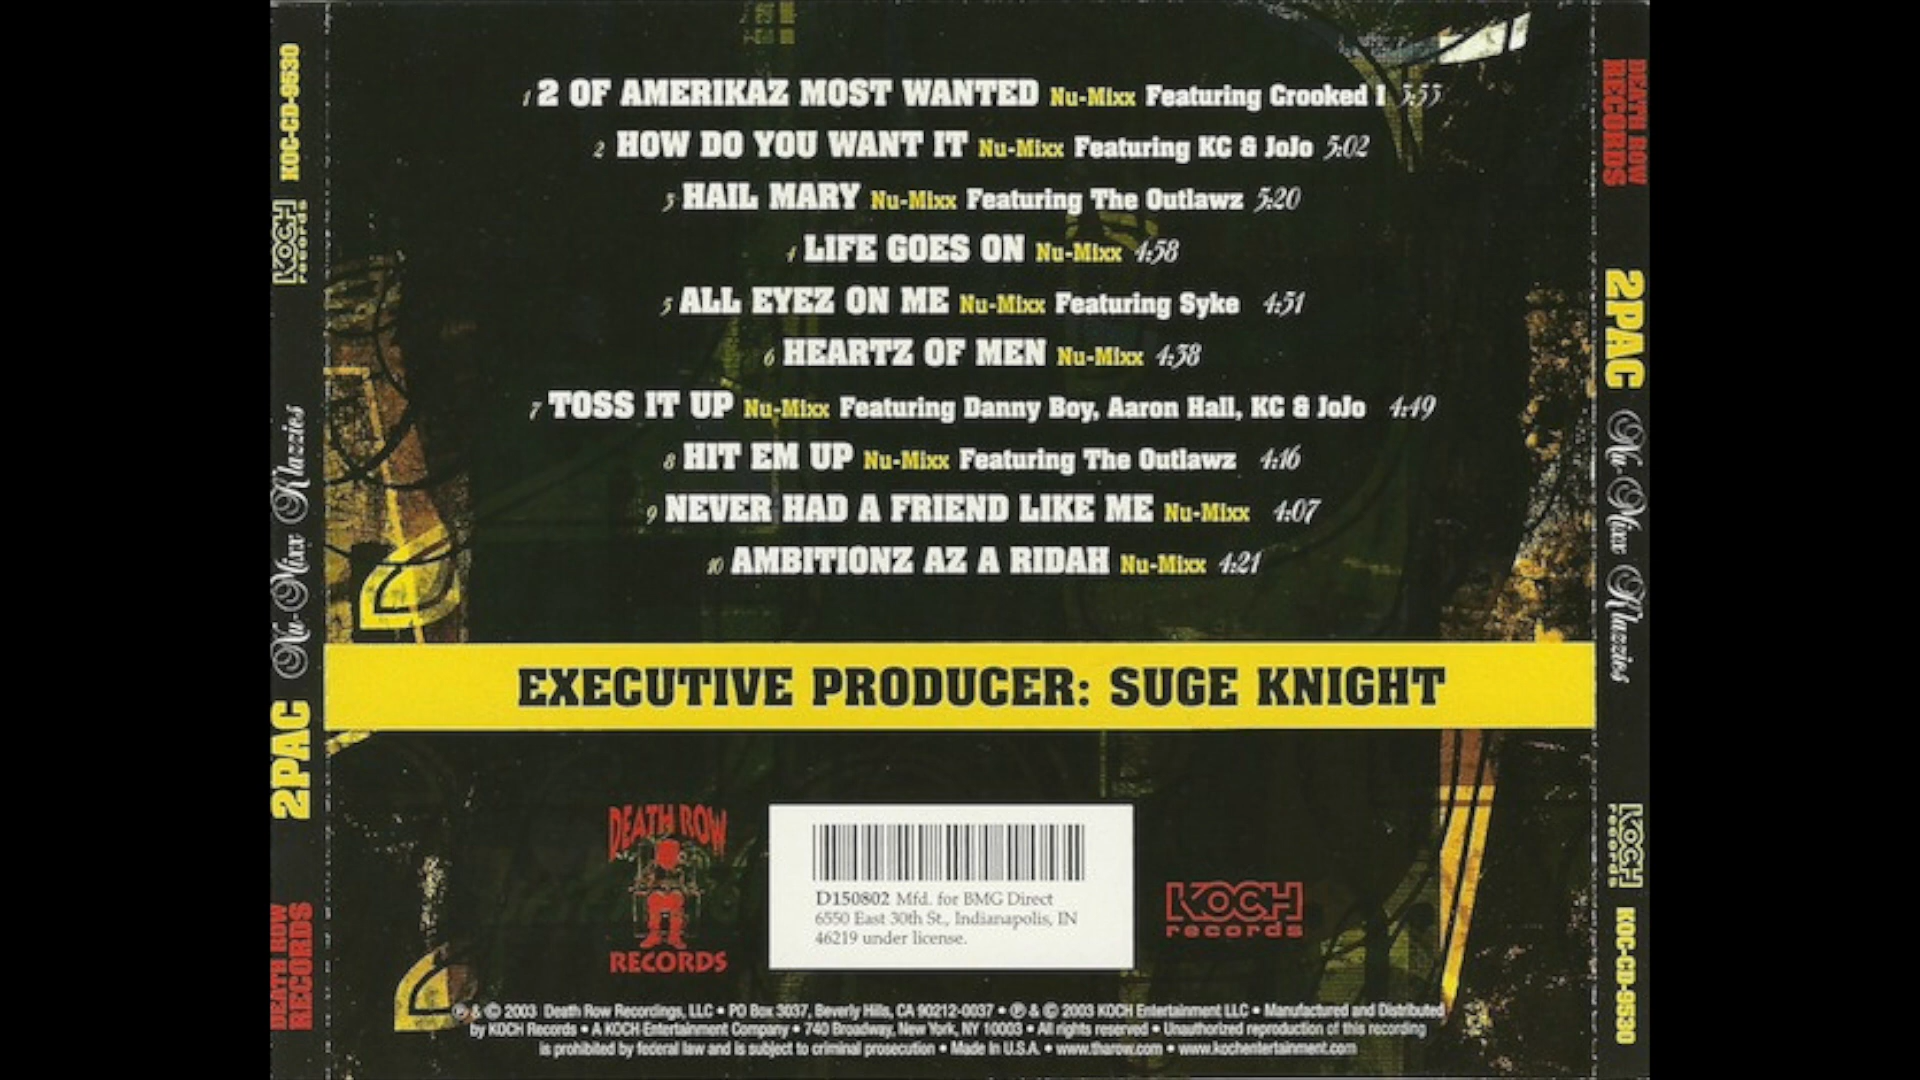 1 2 OF AMERIKAZ MOST WANTED Nu-Mixx Featuring Crooked I 3:55
2 HOW DO YOU WANT IT Nu-Mixx Featuring KC & JoJo 5:02
3 HAIL MARY Nu-Mixx Featuring The Outlawz 5:20
4 LIFE GOES ON Nu-Mixx 4:58
5 ALL EYEZ ON ME Nu-Mixx Featuring Syke 4:51
6 HEARTZ OF MEN Nu-Mixx 4:38
7 TOSS IT UP Nu-Mixx Featuring Danny Boy, Aaron Hall, KC & JoJo 4:49
8 HIT EM UP Nu-Mixx Featuring The Outlawz 4:16
9 NEVER HAD A FRIEND LIKE ME Nu-Mixx 4:07
10 AMBITIONZ AZ A RIDAH Nu-Mixx 4:21
EXECUTIVE PRODUCER: SUGE KNIGHT
DEATH ROW
RECORDS
D150802 Mfd. for BMG Direct
6550 East 30th St., Indianapolis, IN
46219 under license.
KOCH
records
℗ & © 2003 Death Row Recordings, LLC • PO Box 3037, Beverly Hills, CA 90212-0037 • ℗ & © 2003 KOCH Entertainment LLC • Manufactured and Distributed
by KOCH Records • A KOCH Entertainment Company • 740 Broadway, New York, NY 10003 • All rights reserved • Unauthorized reproduction of this recording
is prohibited by federal law and is subject to criminal prosecution • Made In U.S.A. • www.tharow.com • www.kochentertainment.com
DEATH ROW
RECORDS
2PAC Nu-Mixx Klazzics
KOCH
records
KOC-CD-9530
DEATH ROW
RECORDS
2PAC Nu-Mixx Klazzics
KOCH
records
KOC-CD-9530